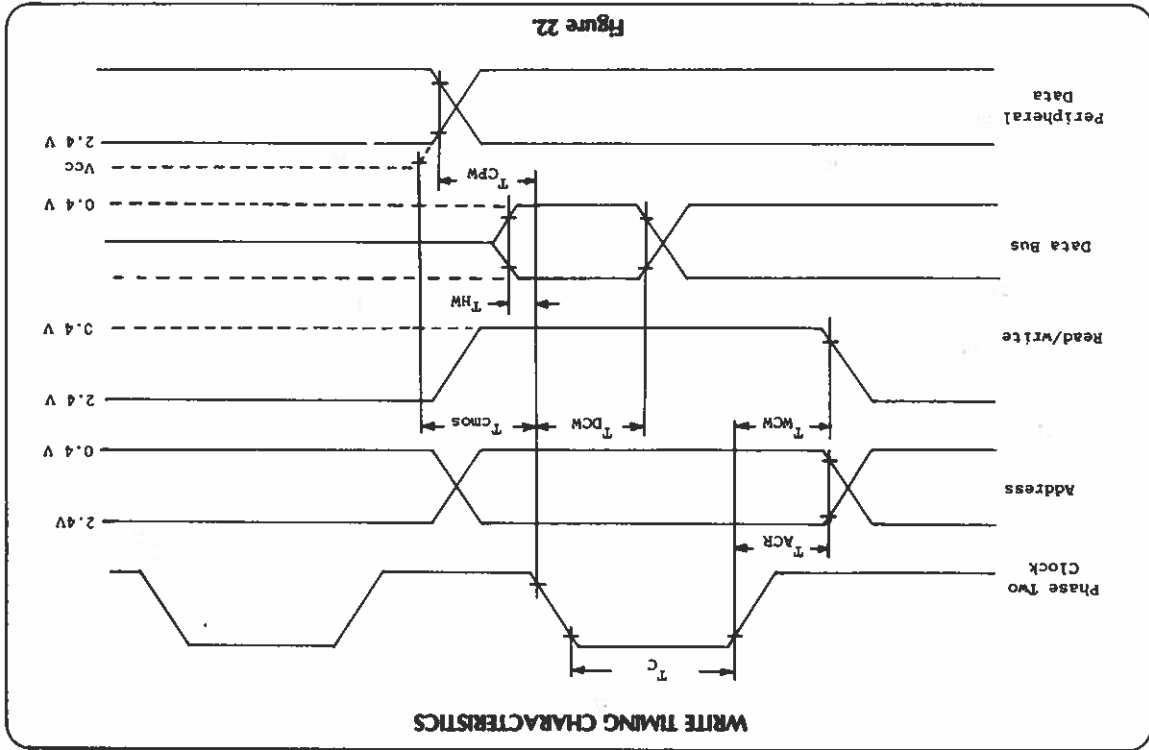 WRITE TIMING CHARACTERISTICS
T_C
Phase Two
Clock
T_ACR
2.4V
Address
0.4 V
T_WCW
T_DCW
T_cmos
2.4 V
Read/write
0.4 V
T_HW
Data Bus
0.4 V
T_CPW
Vcc
2.4 V
Peripheral
Data
Figure 22.